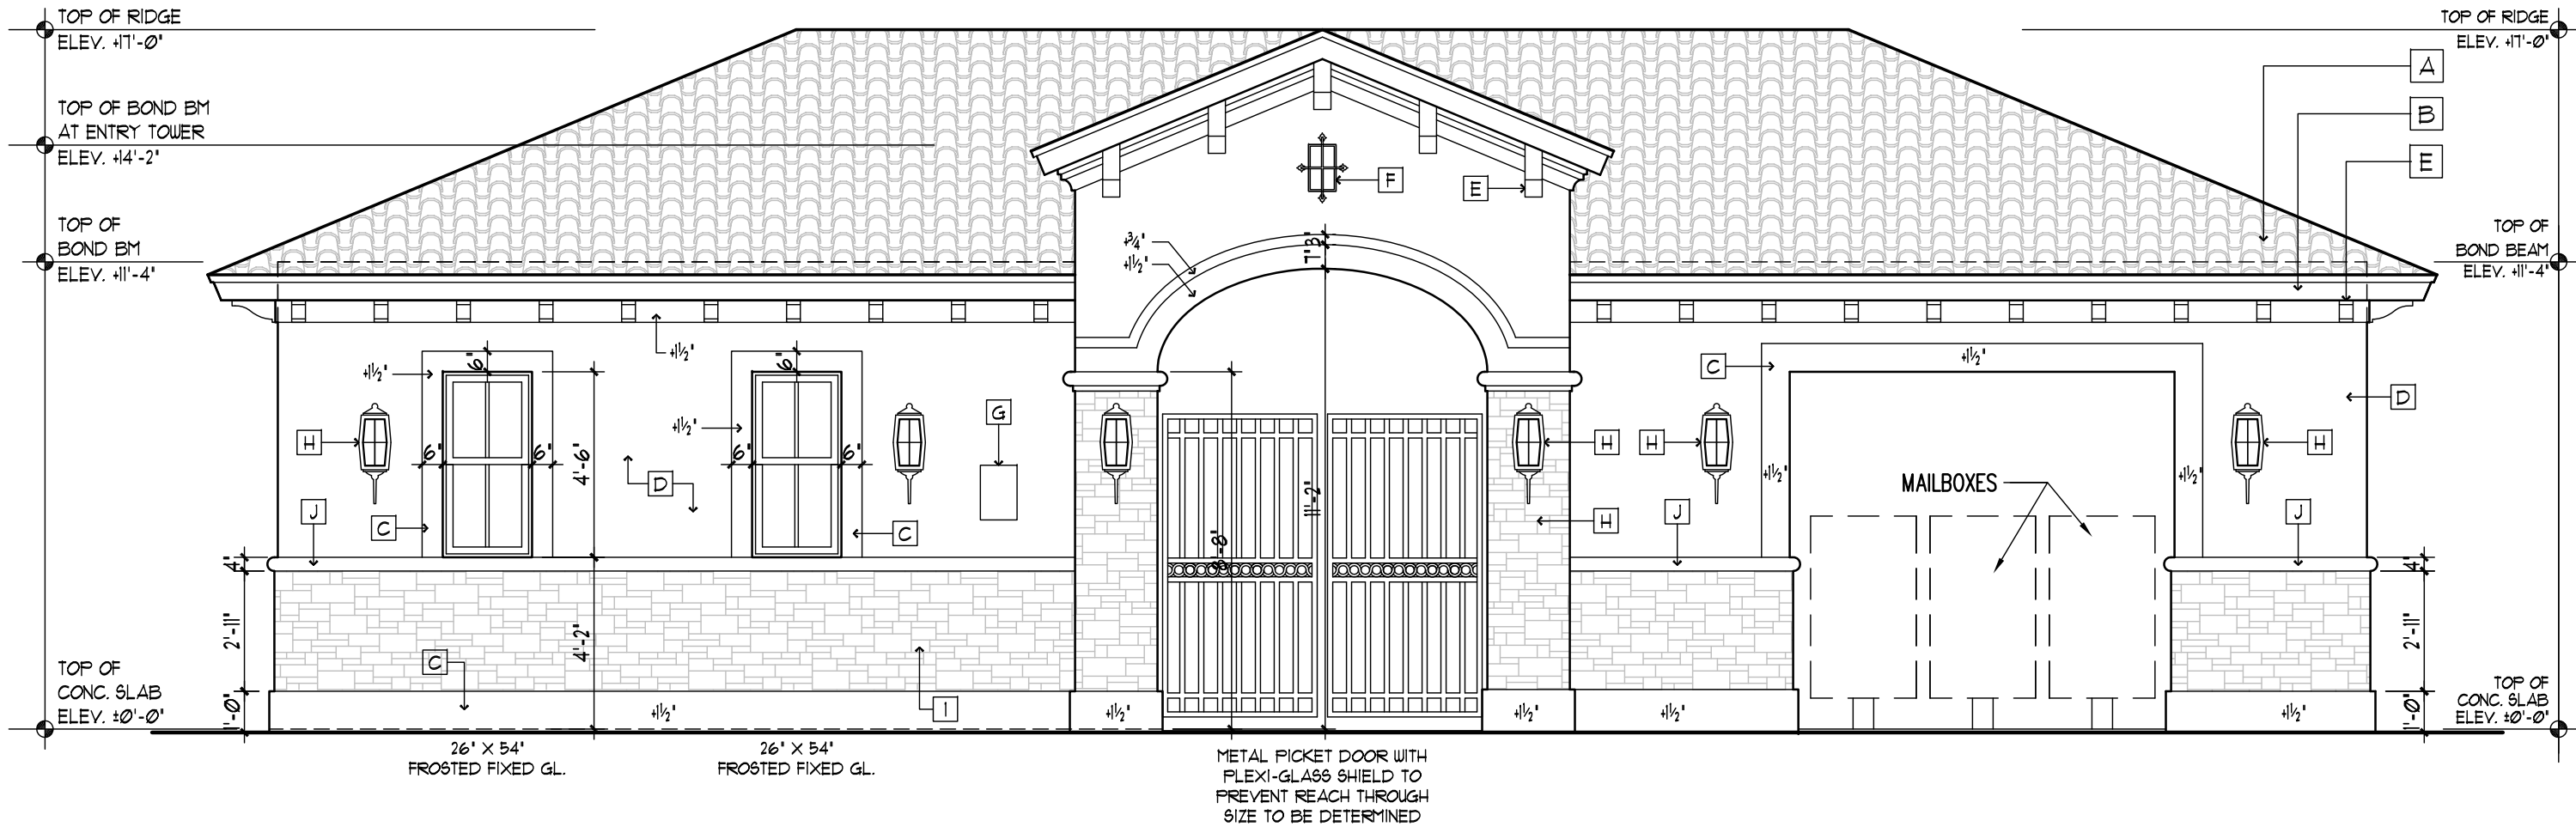 TOP OF RIDGE
ELEV. +17'-0"
TOP OF BOND BM
AT ENTRY TOWER
ELEV. +14'-2"
TOP OF
BOND BM
ELEV. +11'-4"
TOP OF
CONC. SLAB
ELEV. ±0'-0"
TOP OF RIDGE
ELEV. +17'-0"
A
B
E
TOP OF
BOND BEAM
ELEV. +11'-4"
TOP OF
CONC. SLAB
ELEV. ±0'-0"
F
E
+3/4"
+1 1/2"
7"
3"
+1 1/2"
+1 1/2"
6"
6"
+1 1/2"
6"
6"
6"
6"
4'-6"
H
D
G
J
C
C
4"
2'-11"
1'-0"
C
4'-2"
I
+1 1/2"
+1 1/2"
8'-8"
11'-2"
H
H
H
J
C
+1 1/2"
+1 1/2"
+1 1/2"
D
H
MAILBOXES
J
4"
2'-11"
1'-0"
+1 1/2"
+1 1/2"
+1 1/2"
26" X 54"
FROSTED FIXED GL.
26" X 54"
FROSTED FIXED GL.
METAL PICKET DOOR WITH
PLEXI-GLASS SHIELD TO
PREVENT REACH THROUGH
SIZE TO BE DETERMINED